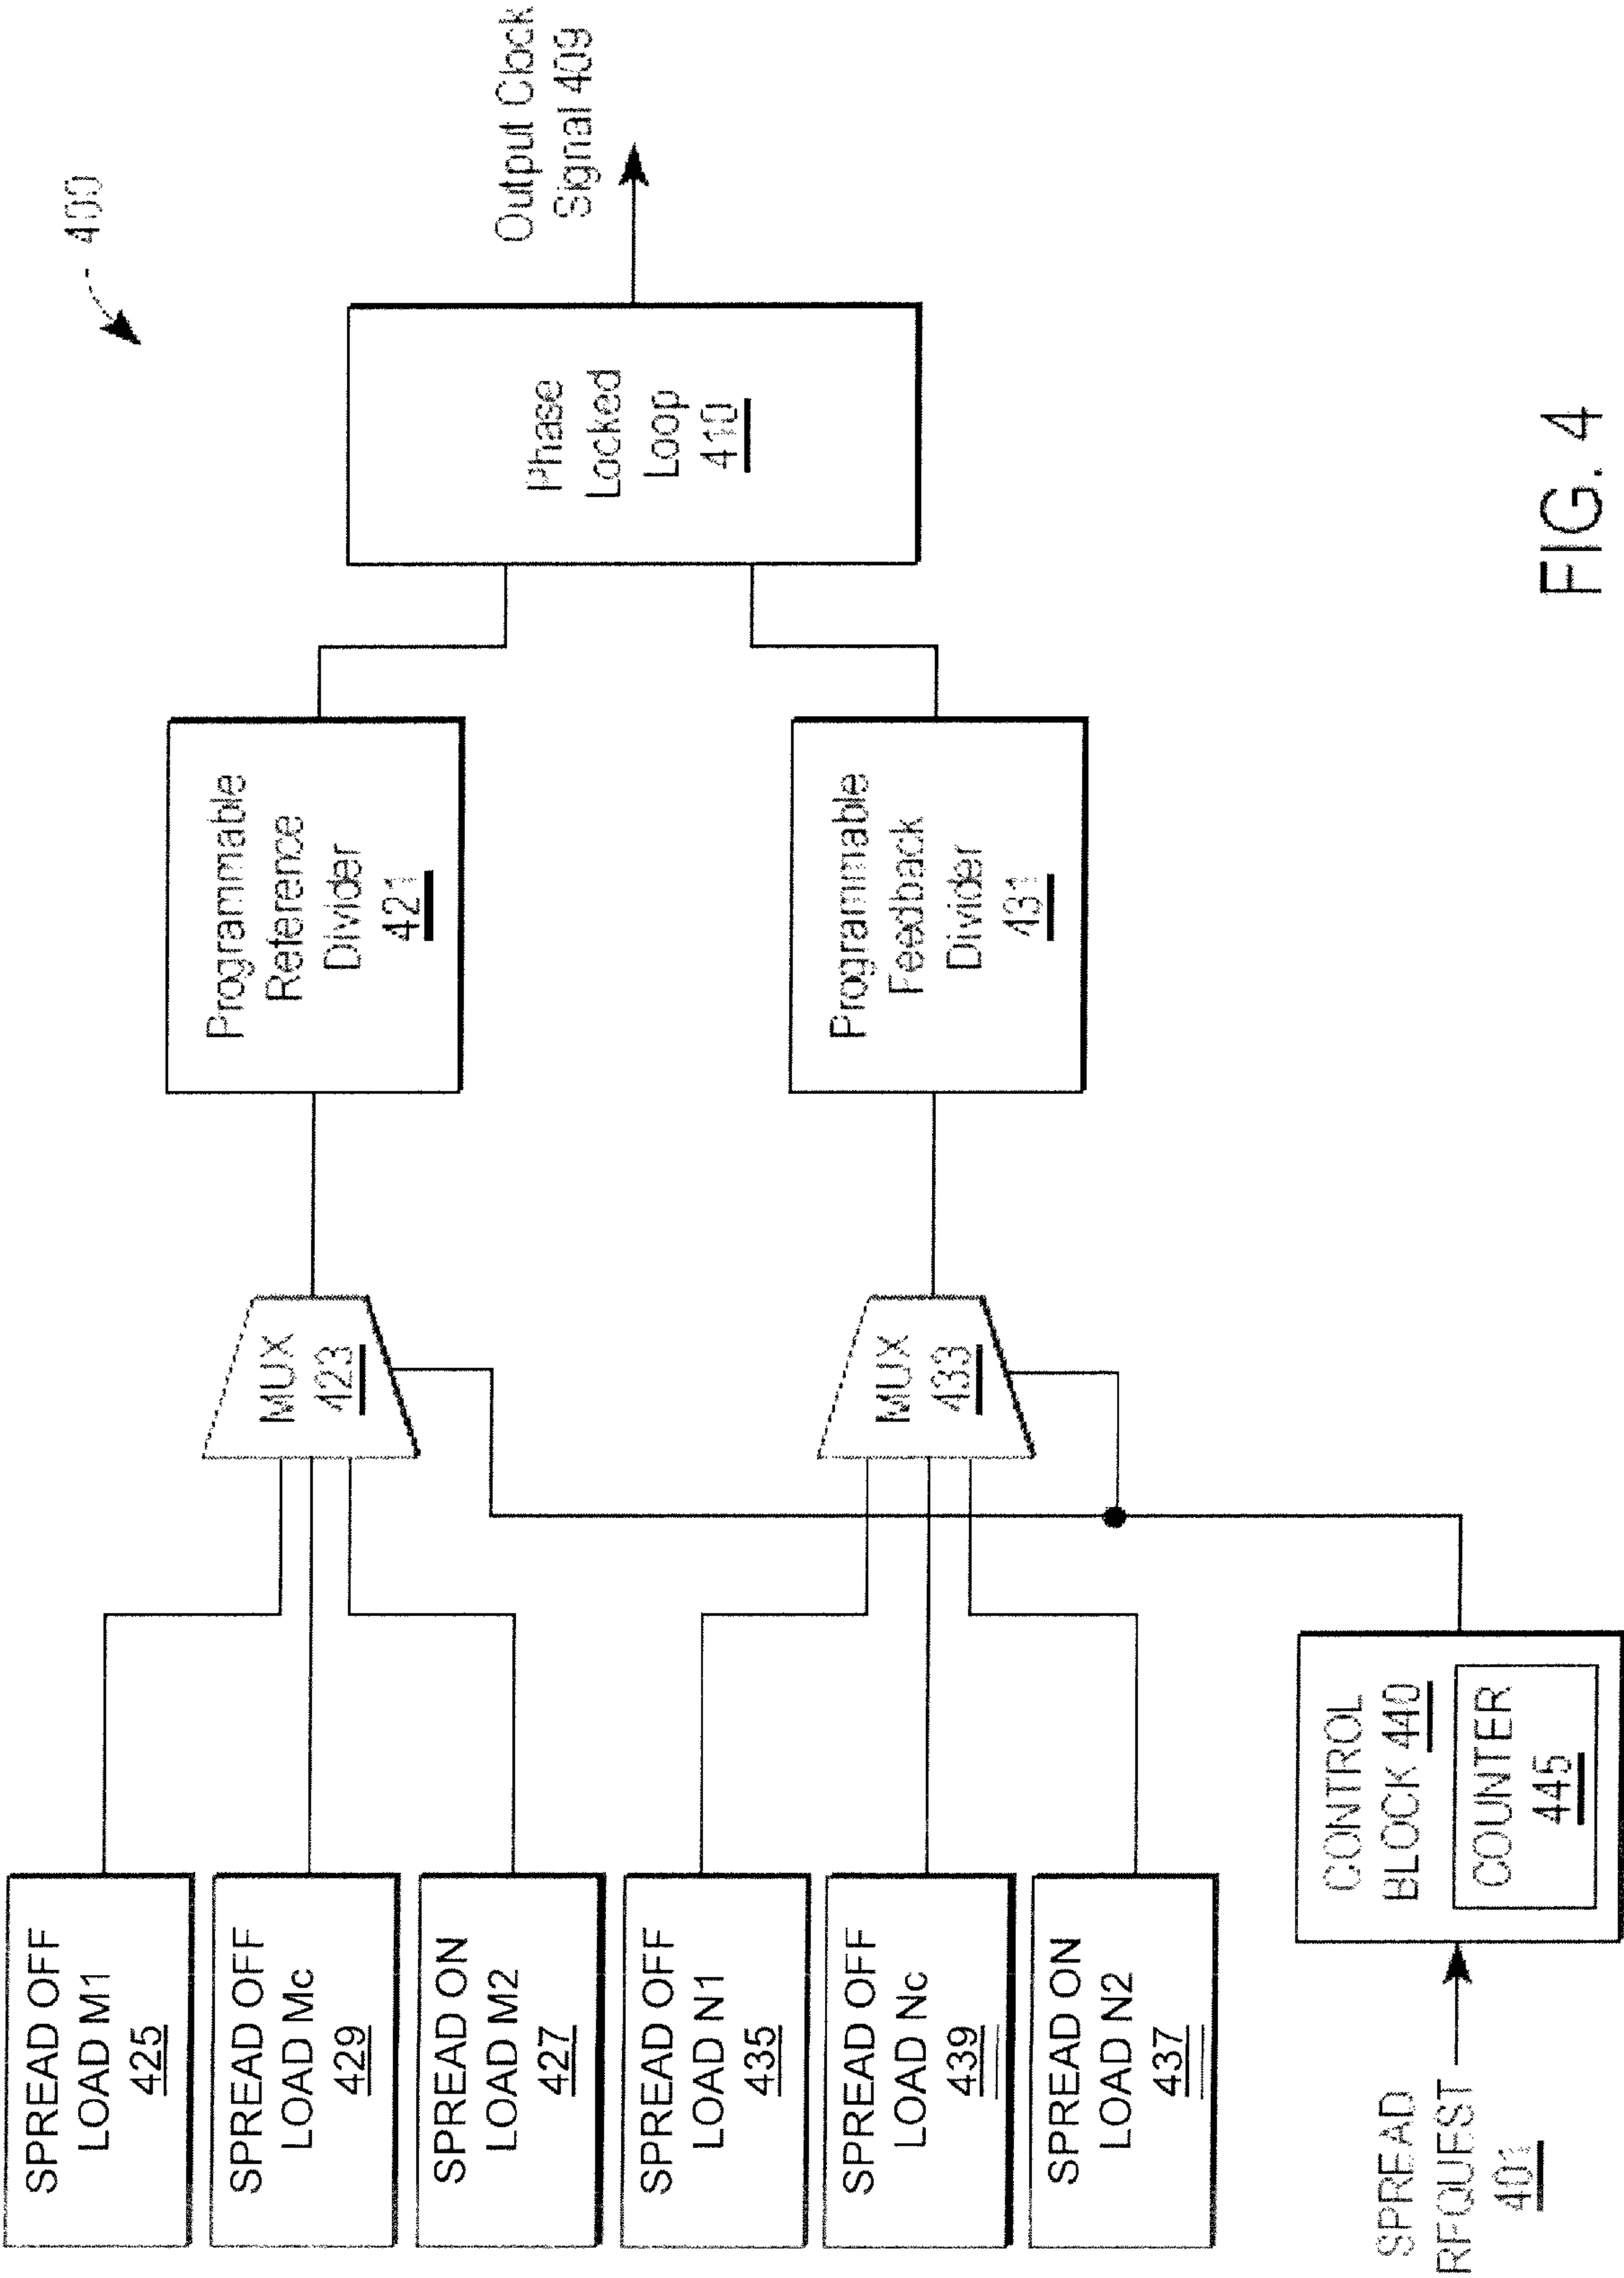 400
SPREAD OFF
LOAD M1
425
SPREAD OFF
LOAD Mc
429
SPREAD ON
LOAD M2
427
MUX
423
Programmable
Reference
Divider
421
Phase
Locked
Loop
410
Output Clock
Signal 409
SPREAD OFF
LOAD N1
435
SPREAD OFF
LOAD Nc
439
SPREAD ON
LOAD N2
437
MUX
433
Programmable
Feedback
Divider
431
SPREAD
REQUEST
401
CONTROL
BLOCK 440
COUNTER
445
FIG. 4